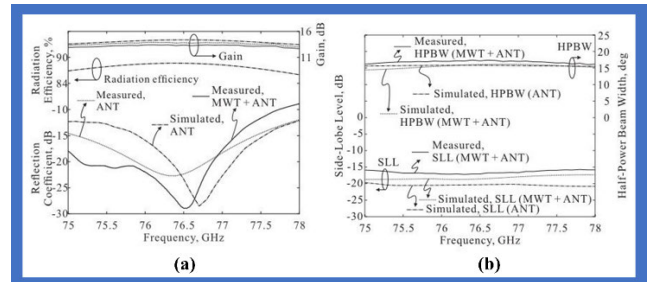 Radiation Efficiency, %
90
84
-10
-15
-20
-25
-30
Reflection Coefficient, dB
16
11
Gain, dB
Gain
Radiation efficiency
Measured, ANT
Simulated, ANT
Measured, MWT + ANT
75
75.5
76
76.5
77
77.5
78
Frequency, GHz
(a)
Side-Lobe Level, dB
20
15
10
5
0
-5
-10
-15
-20
-25
-30
Measured, HPBW (MWT + ANT)
HPBW
Simulated, HPBW (ANT)
Simulated, HPBW (MWT + ANT)
Measured, SLL (MWT + ANT)
SLL
Simulated, SLL (MWT + ANT)
Simulated, SLL (ANT)
25
20
15
10
5
0
Half-Power Beam Width, deg
75
75.5
76
76.5
77
77.5
78
Frequency, GHz
(b)